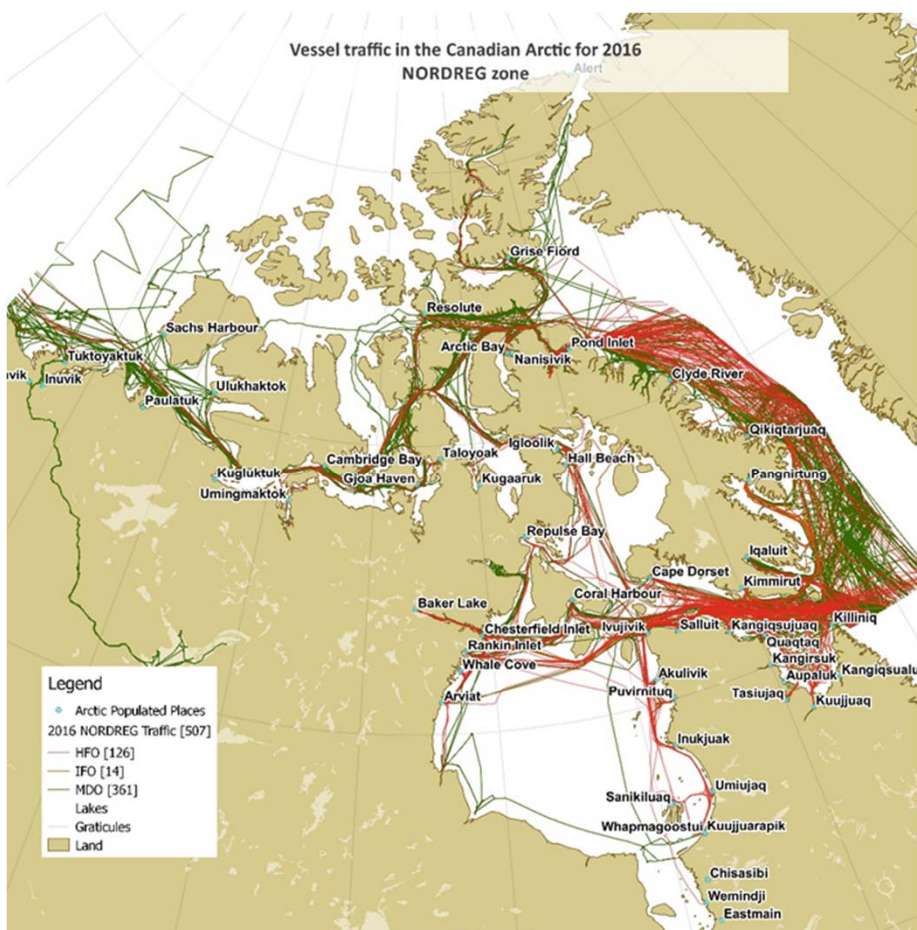 Vessel traffic in the Canadian Arctic for 2016
NORDREG zone
Alert
Grise Fiord
Resolute
Sachs Harbour
Arctic Bay
Pond Inlet
Tuktoyaktuk
Nanisivik
vik
Inuvik
Clyde River
Ulukhaktok
Paulatuk
Qikiqtarjuaq
Igloolik
Cambridge Bay
Taloyoak
Hall Beach
Kugluktuk
Gjoa Haven
Pangnirtung
Umingmaktok
Kugaaruk
Repulse Bay
Iqaluit
Cape Dorset
Kimmirut
Coral Harbour
Baker Lake
Killiniq
Chesterfield Inlet
Ivujivik
Salluit
Kangiqsujuaq
Rankin Inlet
Quaqtaq
Whale Cove
Kangirsuk
Kangiqsualu
Akulivik
Aupaluk
Arviat
Puvirnituq
Tasiujaq
Kuujjuaq
Inukjuak
Umiujaq
Sanikiluaq
Whapmagoostui
Kuujjuarapik
Chisasibi
Wemindji
Eastmain
Legend
Arctic Populated Places
2016 NORDREG Traffic [507]
HFO [126]
IFO [14]
MDO [361]
Lakes
Graticules
Land